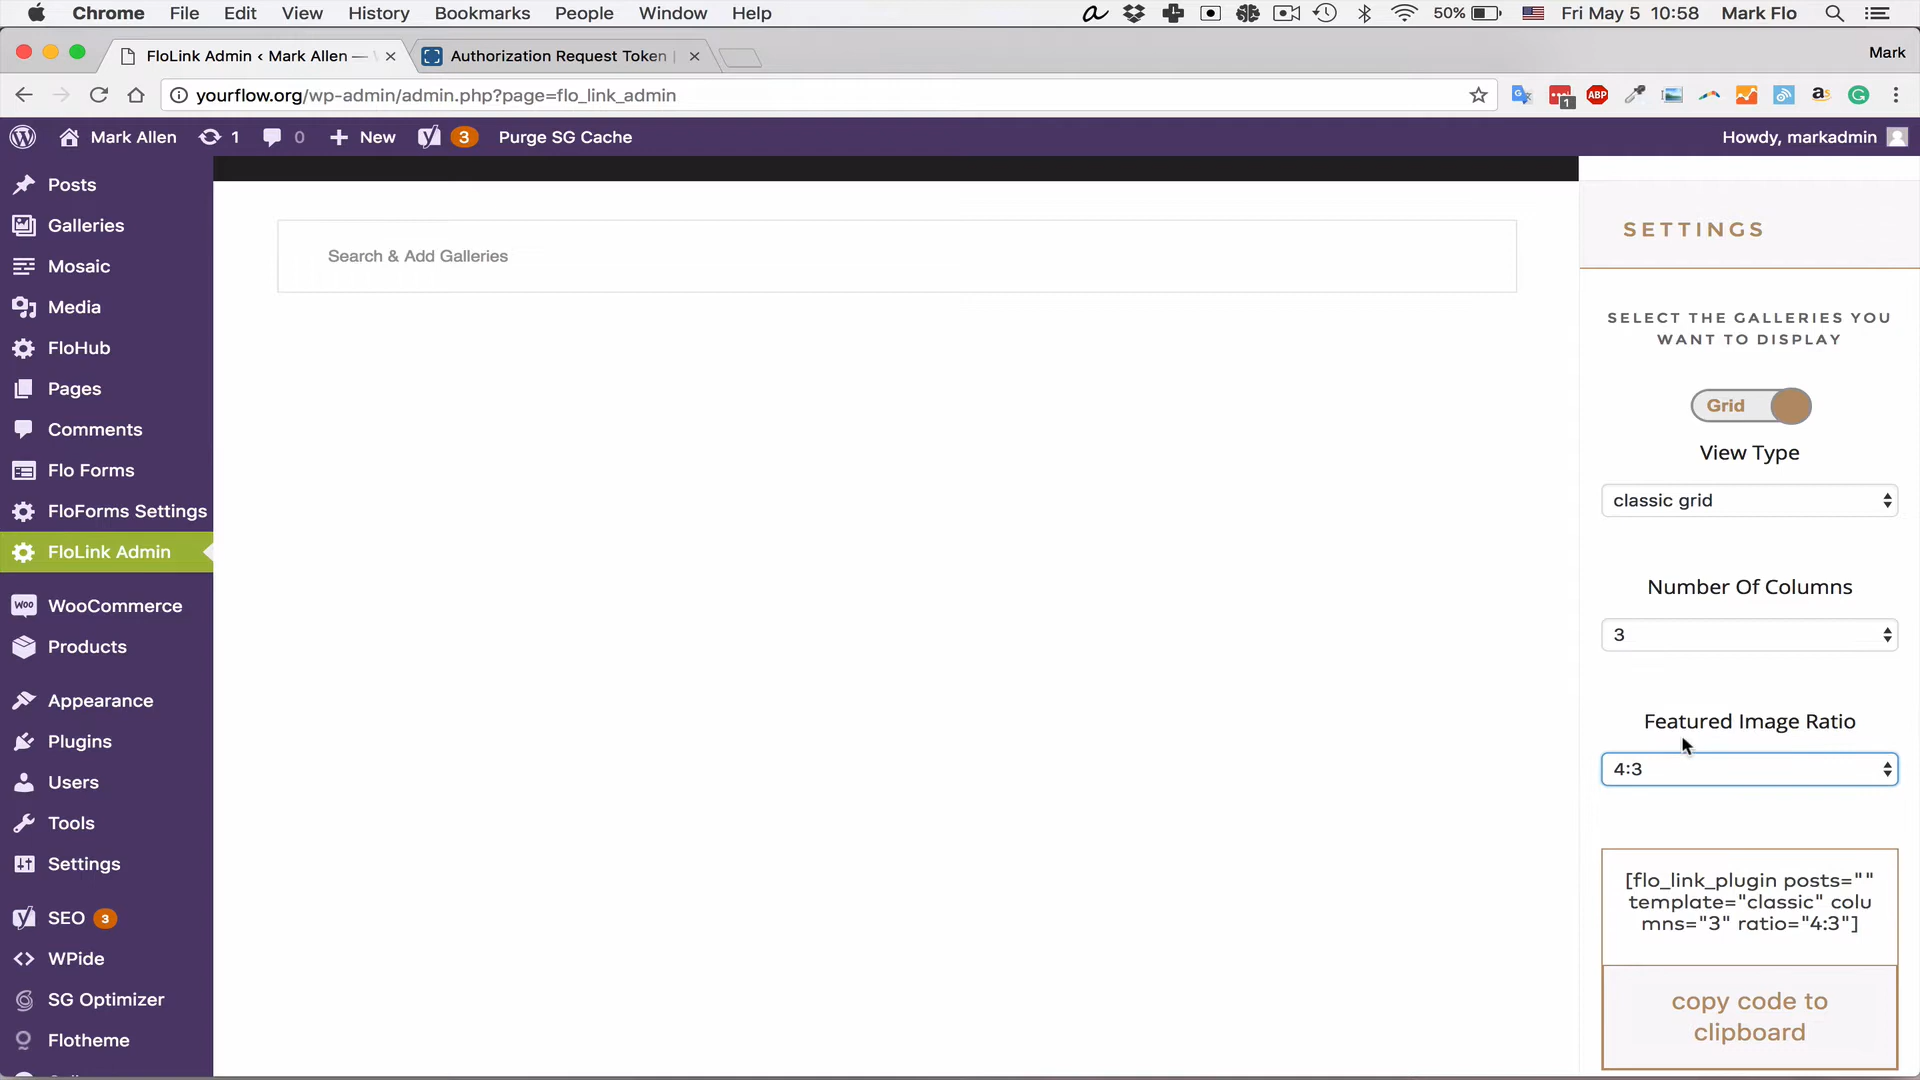 Chrome File Edit View History Bookmarks People Window Help 50% Fri May 5 10:58 Mark Flo
FloLink Admin ‹ Mark Allen —
Authorization Request Token
Mark
yourflow.org/wp-admin/admin.php?page=flo_link_admin
1 ABP
Mark Allen 1 0 New 3 Purge SG Cache Howdy, markadmin
Posts
Galleries
Mosaic
Media
FloHub
Pages
Comments
Flo Forms
FloForms Settings
FloLink Admin
WooCommerce
Products
Appearance
Plugins
Users
Tools
Settings
SEO 3
WPide
SG Optimizer
Flotheme
Search & Add Galleries
SETTINGS
SELECT THE GALLERIES YOU
WANT TO DISPLAY
Grid
View Type
classic grid
Number Of Columns
3
Featured Image Ratio
4:3
[flo_link_plugin posts=""
template="classic" colu
mns="3" ratio="4:3"]
copy code to
clipboard